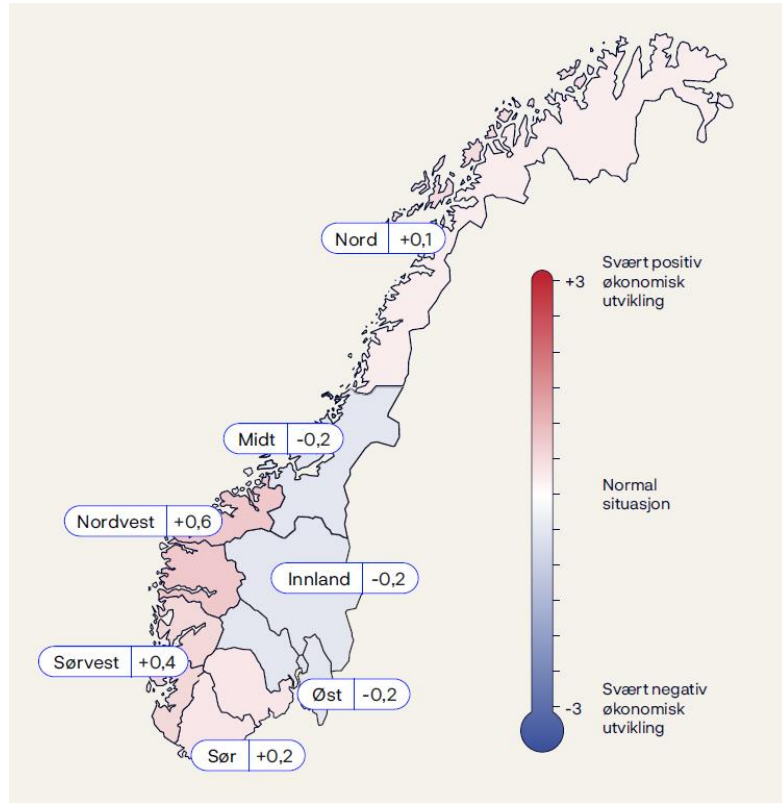 Nord +0,1
Svært positiv
økonomisk
utvikling
+3
Midt -0,2
Normal
situasjon
Nordvest +0,6
Innland -0,2
Sørvest +0,4
Øst -0,2
Svært negativ
økonomisk
utvikling
-3
Sør +0,2